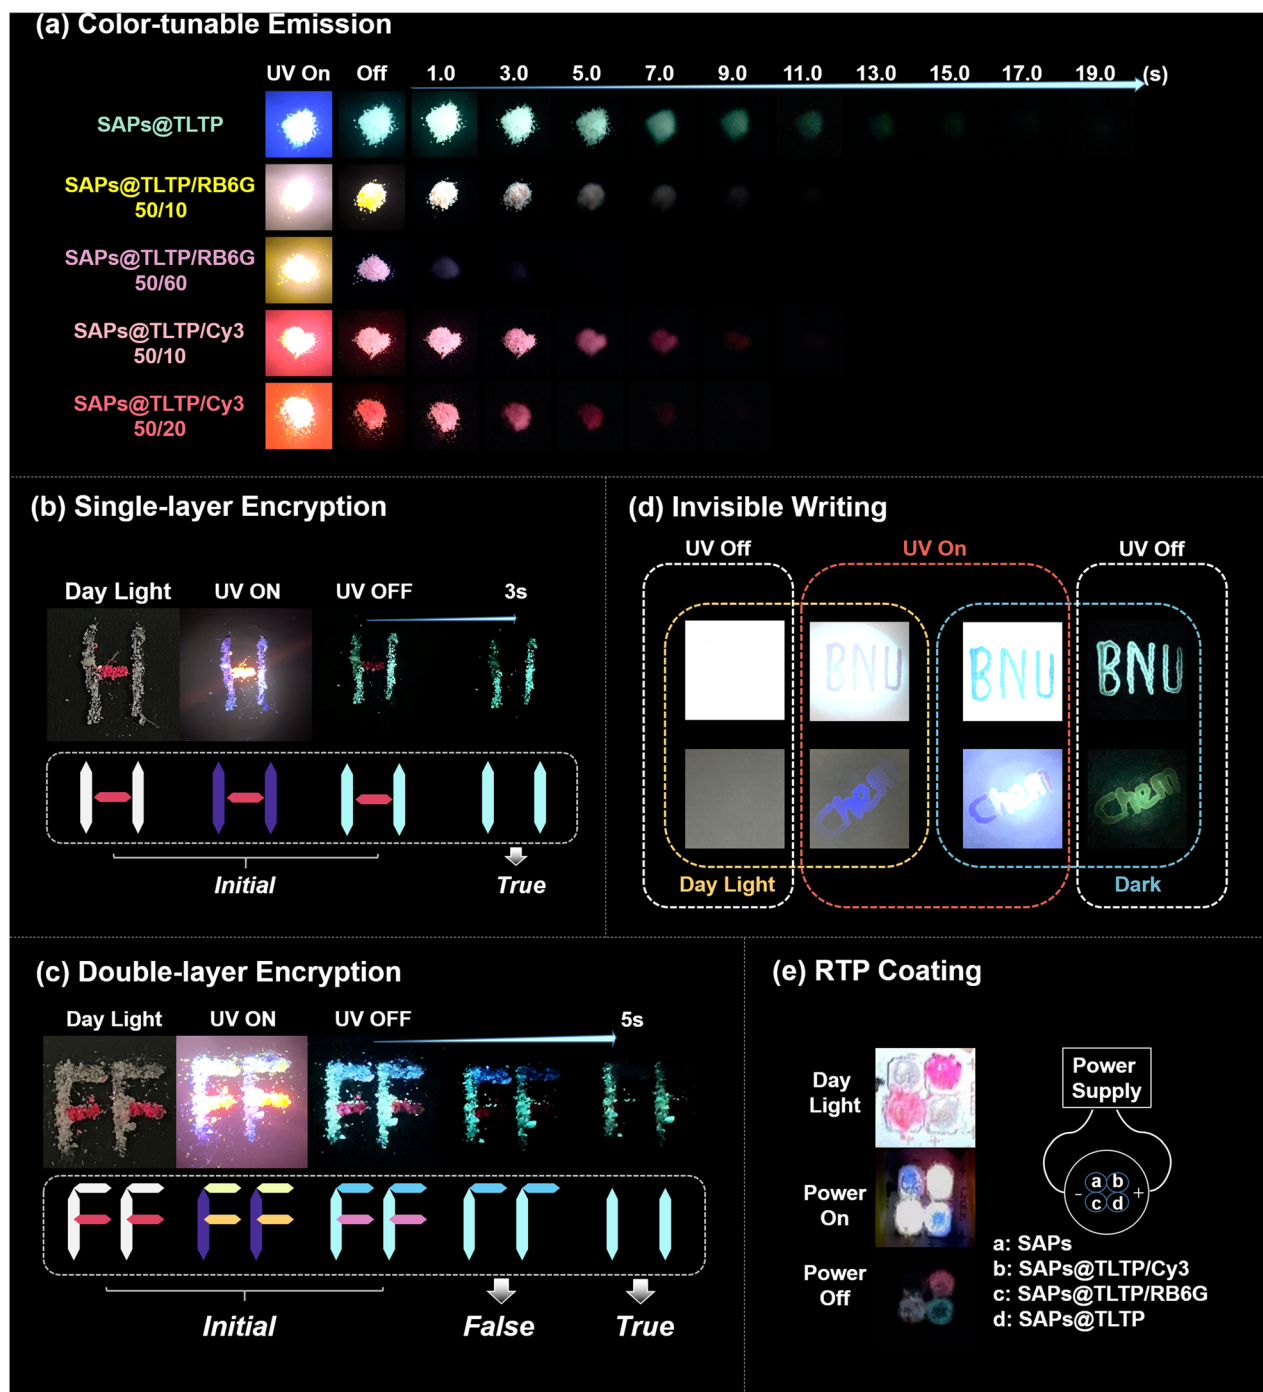 (a) Color-tunable Emission
UV On Off 1.0 3.0 5.0 7.0 9.0 11.0 13.0 15.0 17.0 19.0 (s)
SAPs@TLTP
SAPs@TLTP/RB6G
50/10
SAPs@TLTP/RB6G
50/60
SAPs@TLTP/Cy3
50/10
SAPs@TLTP/Cy3
50/20
(b) Single-layer Encryption
Day Light UV ON UV OFF 3s
Initial True
(d) Invisible Writing
UV Off UV On UV Off
BNU BNU BNU
Chem Chem Chem
Day Light Dark
(c) Double-layer Encryption
Day Light UV ON UV OFF 5s
Initial False True
(e) RTP Coating
Day
Light
Power
On
Power
Off
Power
Supply
a b
- +
c d
a: SAPs
b: SAPs@TLTP/Cy3
c: SAPs@TLTP/RB6G
d: SAPs@TLTP